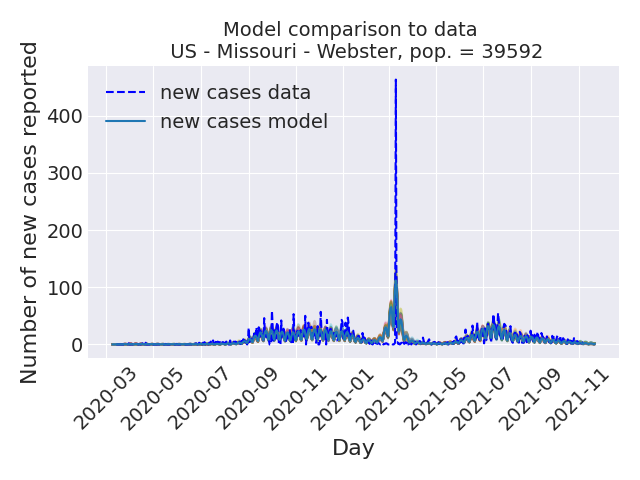 Model comparison to data
US - Missouri - Webster, pop. = 39592
Number of new cases reported
new cases data
new cases model
400
300
200
100
0
2020-03
2020-05
2020-07
2020-09
2020-11
2021-01
2021-03
2021-05
2021-07
2021-09
2021-11
Day